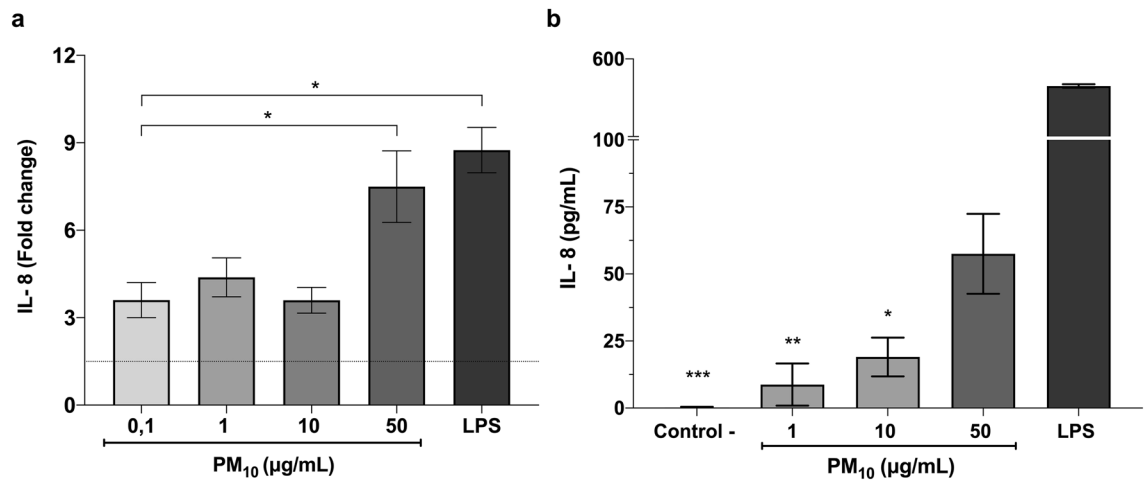 a
IL- 8 (Fold change)
12
9
6
3
0
*
*
0,1 1 10 50 LPS
PM10 (µg/mL)
b
IL- 8 (pg/mL)
600
100
75
50
25
0
***
**
*
Control - 1 10 50 LPS
PM10 (µg/mL)